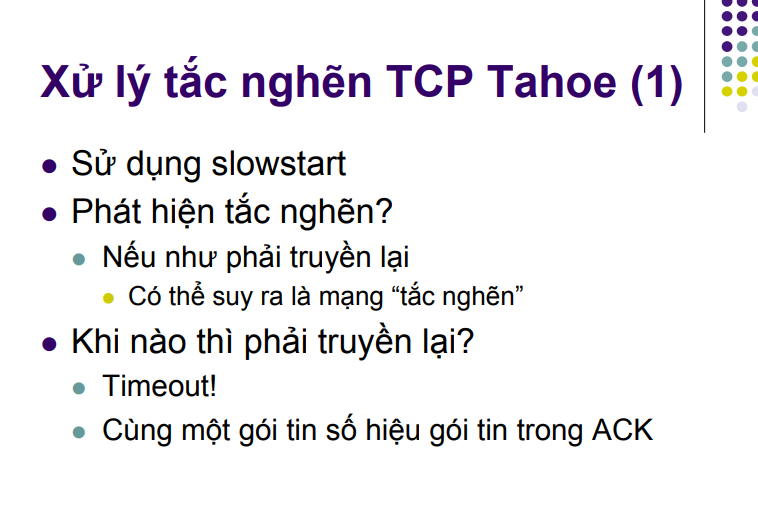 Xử lý tắc nghẽn TCP Tahoe (1)
Sử dụng slowstart
Phát hiện tắc nghẽn?
Nếu như phải truyền lại
Có thể suy ra là mạng “tắc nghẽn”
Khi nào thì phải truyền lại?
Timeout!
Cùng một gói tin số hiệu gói tin trong ACK